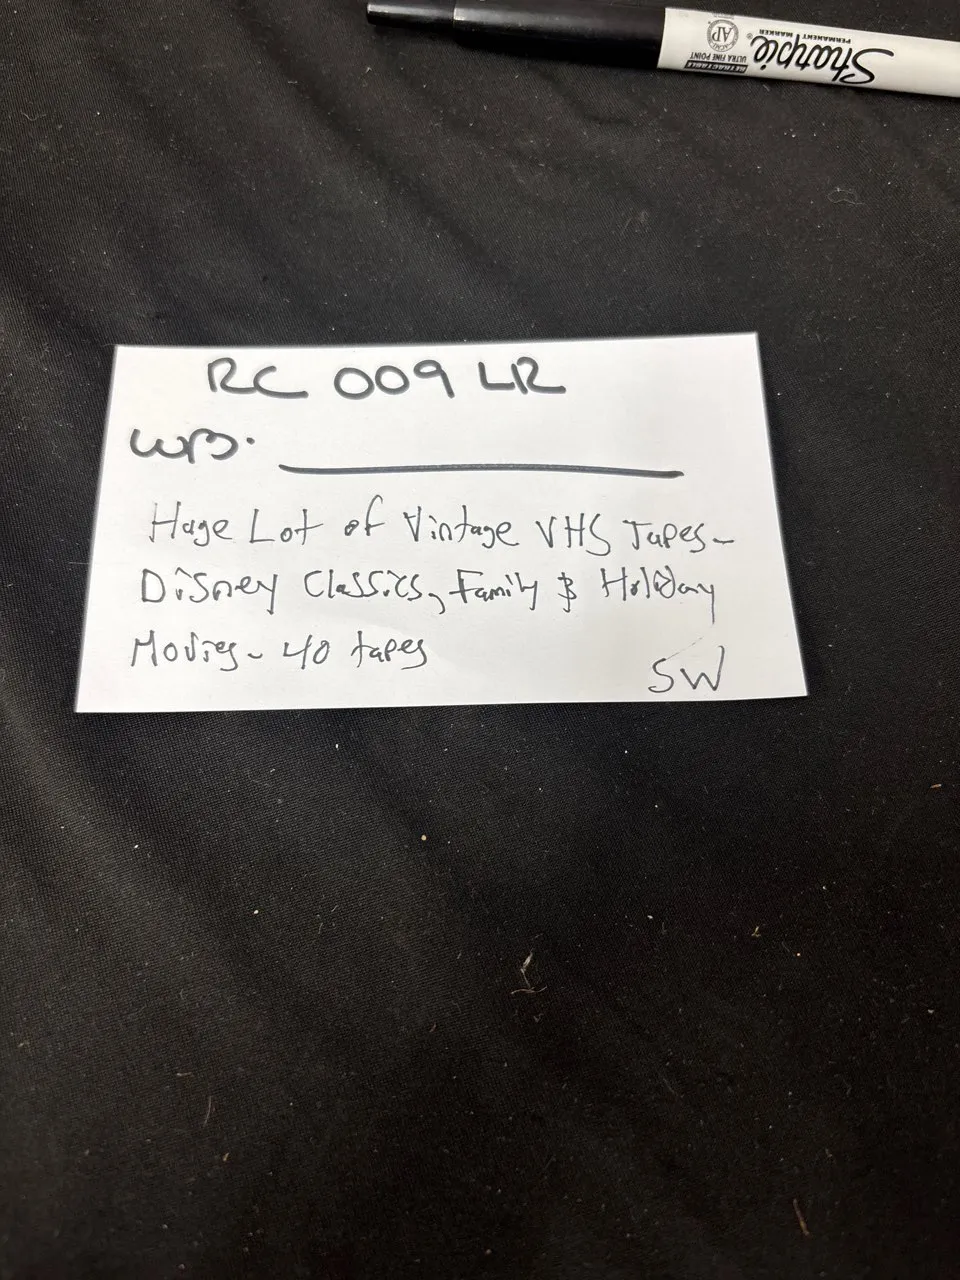 Sharpie
PERMANENT MARKER
AP
RETRACTABLE
ULTRA FINE POINT
RC 009 LR
WB.
Huge Lot of Vintage VHS Tapes-
Disney Classics, Family & Holiday
Movies- 40 tapes
SW